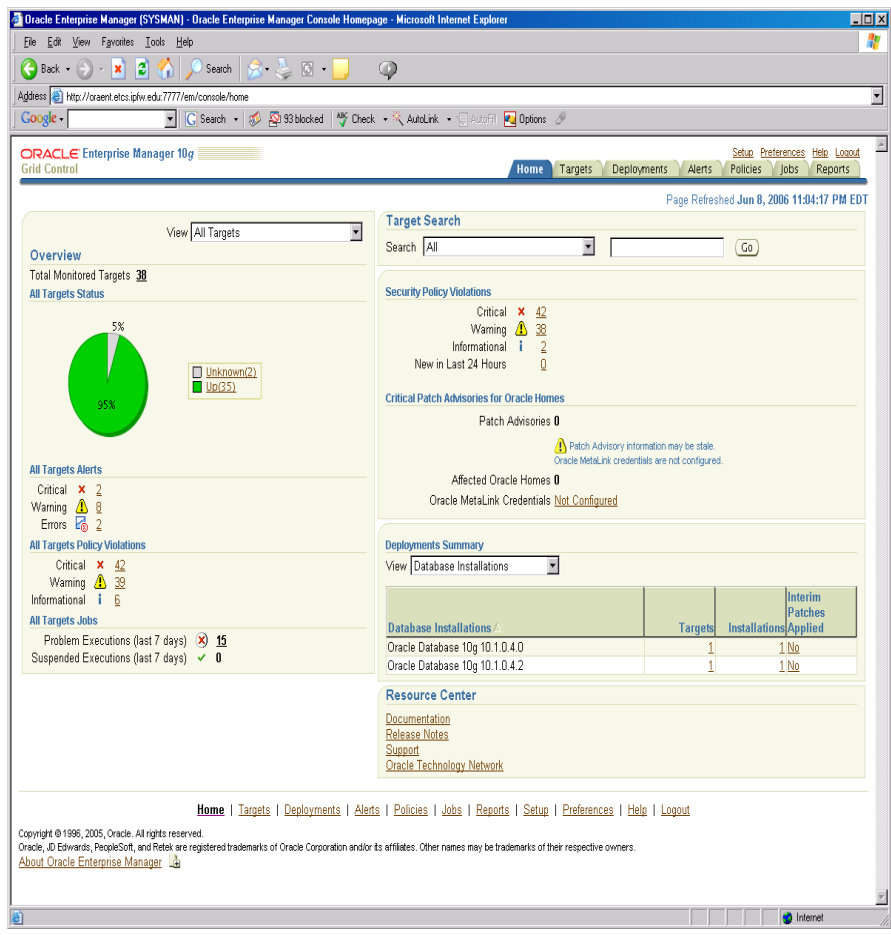 Oracle Enterprise Manager (SYSMAN) - Oracle Enterprise Manager Console Homepage - Microsoft Internet Explorer
File Edit View Favorites Tools Help
Back Search
Address http://oraent.etcs.ipfw.edu:7777/em/console/home
Google Search 93 blocked ABC Check AutoLink AutoFill Options
ORACLE Enterprise Manager 10g
Grid Control
Setup Preferences Help Logout
Home Targets Deployments Alerts Policies Jobs Reports
Page Refreshed Jun 8, 2006 11:04:17 PM EDT
View All Targets
Overview
Total Monitored Targets 38
All Targets Status
5%
95%
Unknown(2)
Up(35)
All Targets Alerts
Critical 2
Warning 8
Errors 2
All Targets Policy Violations
Critical 42
Warning 39
Informational 6
All Targets Jobs
Problem Executions (last 7 days) 15
Suspended Executions (last 7 days) 0
Target Search
Search All Go
Security Policy Violations
Critical 42
Warning 38
Informational 2
New in Last 24 Hours 0
Critical Patch Advisories for Oracle Homes
Patch Advisories 0
Patch Advisory information may be stale.
Oracle MetaLink credentials are not configured.
Affected Oracle Homes 0
Oracle MetaLink Credentials Not Configured
Deployments Summary
View Database Installations
Database Installations Targets Installations Interim Patches Applied
Oracle Database 10g 10.1.0.4.0 1 1 No
Oracle Database 10g 10.1.0.4.2 1 1 No
Resource Center
Documentation
Release Notes
Support
Oracle Technology Network
Home | Targets | Deployments | Alerts | Policies | Jobs | Reports | Setup | Preferences | Help | Logout
Copyright © 1996, 2005, Oracle. All rights reserved.
Oracle, JD Edwards, PeopleSoft, and Retek are registered trademarks of Oracle Corporation and/or its affiliates. Other names may be trademarks of their respective owners.
About Oracle Enterprise Manager
Internet